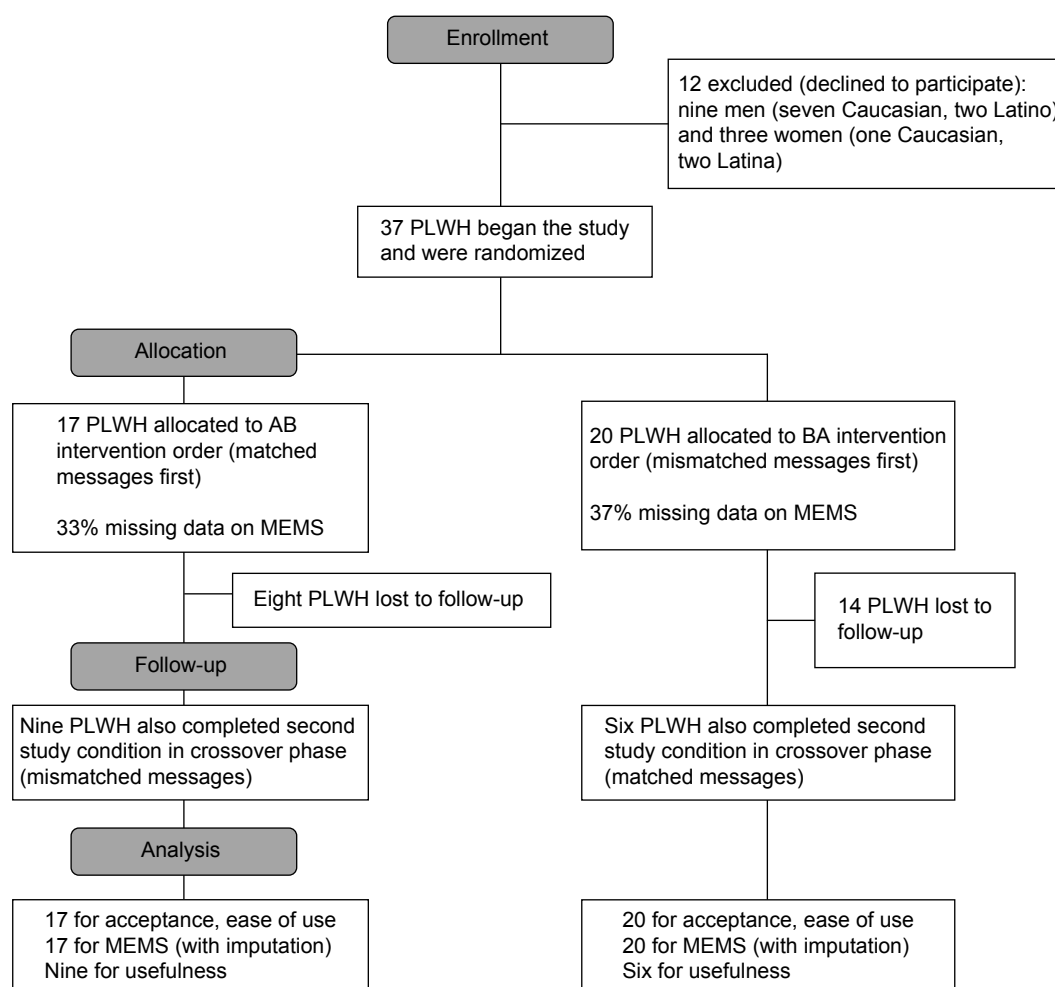 Enrollment
12 excluded (declined to participate):
nine men (seven Caucasian, two Latino)
and three women (one Caucasian,
two Latina)
37 PLWH began the study
and were randomized
Allocation
17 PLWH allocated to AB
intervention order (matched
messages first)
33% missing data on MEMS
20 PLWH allocated to BA intervention
order (mismatched messages first)
37% missing data on MEMS
Eight PLWH lost to follow-up
14 PLWH lost to
follow-up
Follow-up
Nine PLWH also completed second
study condition in crossover phase
(mismatched messages)
Six PLWH also completed second
study condition in crossover phase
(matched messages)
Analysis
17 for acceptance, ease of use
17 for MEMS (with imputation)
Nine for usefulness
20 for acceptance, ease of use
20 for MEMS (with imputation)
Six for usefulness